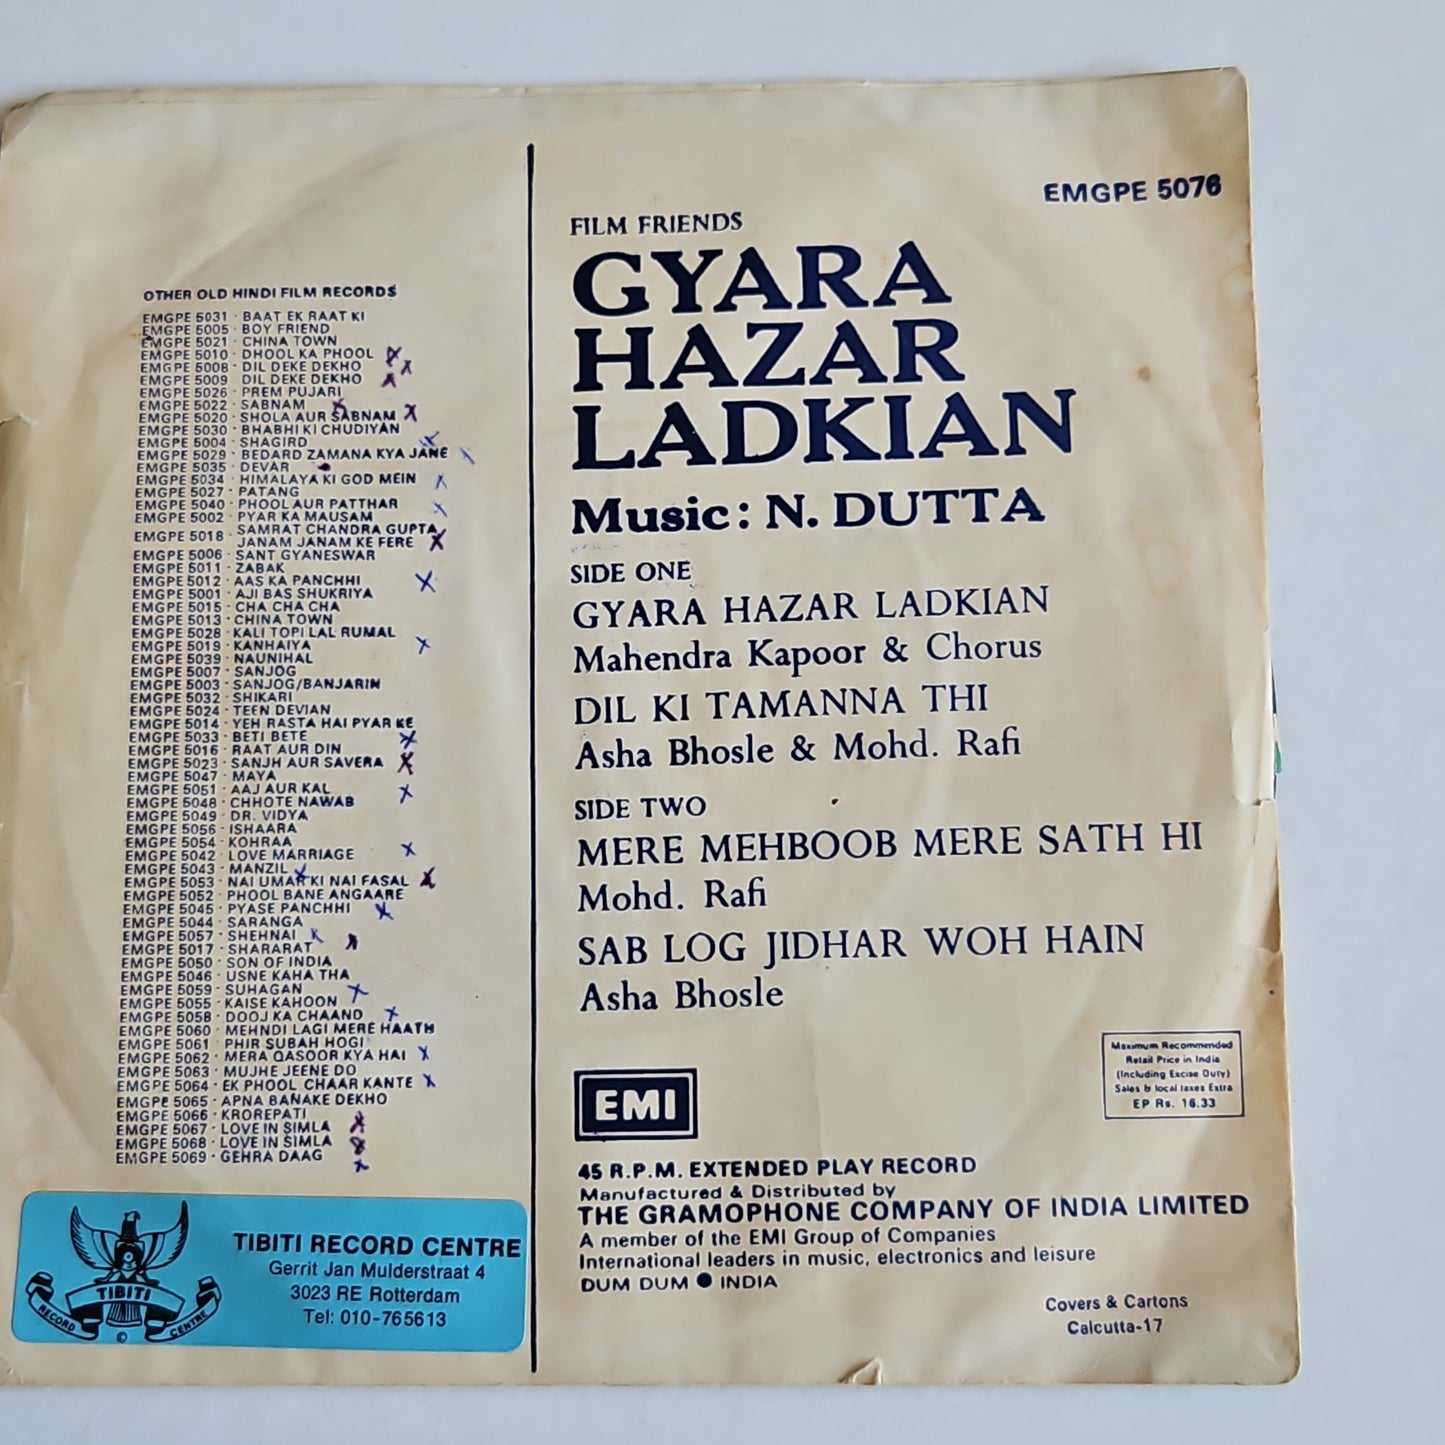 OTHER OLD HINDI FILM RECORDS
EMGPE 5031 · BAAT EK RAAT KI
EMGPE 5005 · BOY FRIEND
EMGPE 5021 · CHINA TOWN
EMGPE 5010 · DHOOL KA PHOOL
EMGPE 5008 · DIL DEKE DEKHO
EMGPE 5009 DIL DEKE DEKHO
EMGPE 5026 · PREM PUJARI
EMGPE 5022 · SABNAM
EMGPE 5020 · SHOLA AUR SABNAM
EMGPE 5030 · BHABHI KI CHUDIYAN
EMGPE 5004 · SHAGIRD
EMGPE 5029 · BEDARD ZAMANA KYA JANE
EMGPE 5035 · DEVAR
EMGPE 5034 · HIMALAYA KI GOD MEIN
EMGPE 5027 · PATANG
EMGPE 5040 · PHOOL AUR PATTHAR
EMGPE 5002 · PYAR KA MAUSAM
EMGPE 5018 · SAMRAT CHANDRA GUPTA
JANAM JANAM KE FERE
EMGPE 5006 · SANT GYANESWAR
EMGPE 5011 · ZABAK
EMGPE 5012 · AAS KA PANCHHI
EMGPE 5001 · AJI BAS SHUKRIYA
EMGPE 5015 · CHA CHA CHA
EMGPE 5013 · CHINA TOWN
EMGPE 5028 · KALI TOPI LAL RUMAL
EMGPE 5019 · KANHAIYA
EMGPE 5039 · NAUNIHAL
EMGPE 5007 · SANJOG
EMGPE 5003 · SANJOG/BANJARIN
EMGPE 5032 · SHIKARI
EMGPE 5024 · TEEN DEVIAN
EMGPE 5014 · YEH RASTA HAI PYAR KE
EMGPE 5033 · BETI BETE
EMGPE 5016 · RAAT AUR DIN
EMGPE 5023 · SANJH AUR SAVERA
EMGPE 5047 · MAYA
EMGPE 5051 · AAJ AUR KAL
EMGPE 5048 · CHHOTE NAWAB
EMGPE 5049 · DR. VIDYA
EMGPE 5056 · ISHAARA
EMGPE 5054 · KOHRAA
EMGPE 5042 · LOVE MARRIAGE
EMGPE 5043 · MANZIL
EMGPE 5053 · NAI UMAR KI NAI FASAL
EMGPE 5052 · PHOOL BANE ANGAARE
EMGPE 5045 · PYASE PANCHHI
EMGPE 5044 · SARANGA
EMGPE 5057 · SHEHNAI
EMGPE 5017 · SHARARAT
EMGPE 5050 · SON OF INDIA
EMGPE 5046 · USNE KAHA THA
EMGPE 5059 · SUHAGAN
EMGPE 5055 · KAISE KAHOON
EMGPE 5058 · DOOJ KA CHAAND
EMGPE 5060 · MEHNDI LAGI MERE HAATH
EMGPE 5061 PHIR SUBAH HOGI
EMGPE 5062 · MERA QASOOR KYA HAI
EMGPE 5063 · MUJHE JEENE DO
EMGPE 5064 · EK PHOOL CHAAR KANTE
EMGPE 5065 · APNA BANAKE DEKHO
EMGPE 5066 · KROREPATI
EMGPE 5067 · LOVE IN SIMLA
EMGPE 5068 · LOVE IN SIMLA
EMGPE 5069 · GEHRA DAAG
TIBITI
RECORD CENTRE
©
TIBITI RECORD CENTRE
Gerrit Jan Mulderstraat 4
3023 RE Rotterdam
Tel: 010-765613
EMGPE 5076
FILM FRIENDS
GYARA
HAZAR
LADKIAN
Music: N. DUTTA
SIDE ONE
GYARA HAZAR LADKIAN
Mahendra Kapoor & Chorus
DIL KI TAMANNA THI
Asha Bhosle & Mohd. Rafi
SIDE TWO
MERE MEHBOOB MERE SATH HI
Mohd. Rafi
SAB LOG JIDHAR WOH HAIN
Asha Bhosle
Maximum Recommended
Retail Price in India
(Including Excise Duty)
Sales & local taxes Extra
EP Rs. 16.33
EMI
45 R.P.M. EXTENDED PLAY RECORD
Manufactured & Distributed by
THE GRAMOPHONE COMPANY OF INDIA LIMITED
A member of the EMI Group of Companies
International leaders in music, electronics and leisure
DUM DUM ● INDIA
Covers & Cartons
Calcutta-17